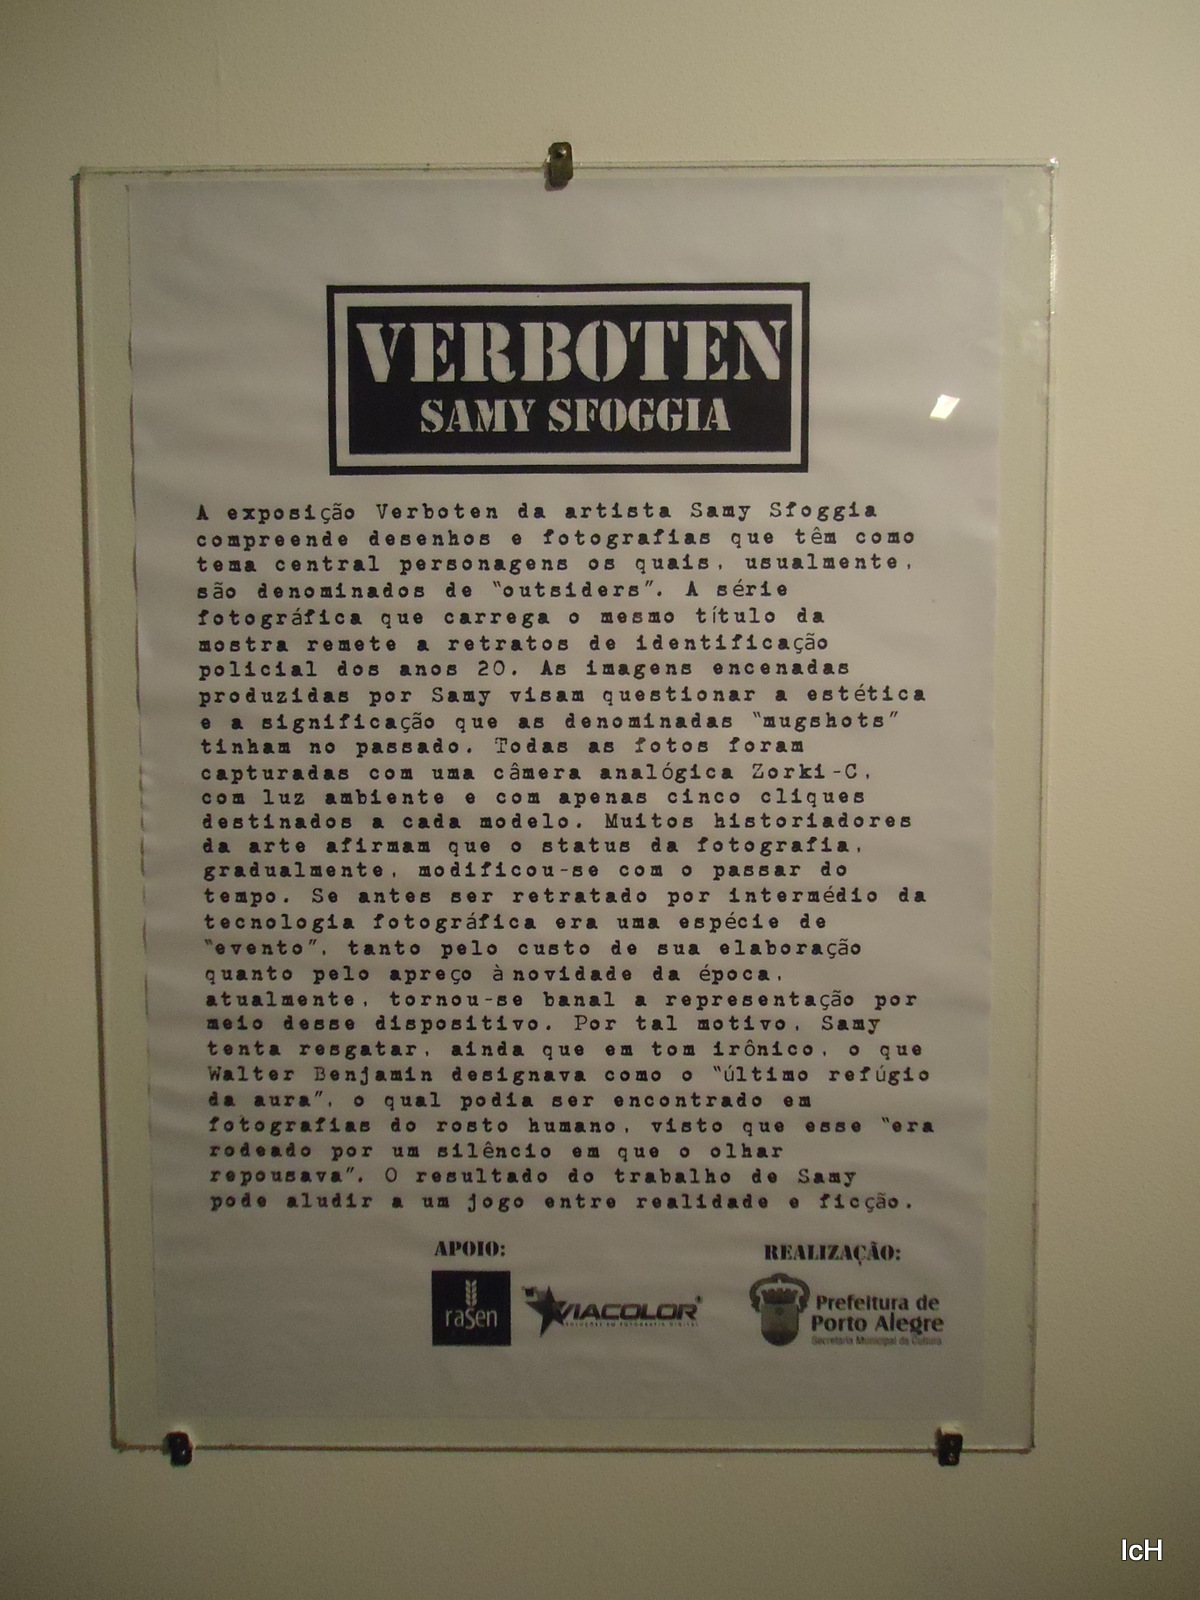 VERBOTEN
SAMY SFOGGIA
A exposição Verboten da artista Samy Sfoggia
compreende desenhos e fotografias que têm como
tema central personagens os quais, usualmente,
são denominados de "outsiders". A série
fotográfica que carrega o mesmo título da
mostra remete a retratos de identificação
policial dos anos 20. As imagens encenadas
produzidas por Samy visam questionar a estética
e a significação que as denominadas "mugshots"
tinham no passado. Todas as fotos foram
capturadas com uma câmera analógica Zorki-C,
com luz ambiente e com apenas cinco cliques
destinados a cada modelo. Muitos historiadores
da arte afirmam que o status da fotografia,
gradualmente, modificou-se com o passar do
tempo. Se antes ser retratado por intermédio da
tecnologia fotográfica era uma espécie de
"evento", tanto pelo custo de sua elaboração
quanto pelo apreço à novidade da época,
atualmente, tornou-se banal a representação por
meio desse dispositivo. Por tal motivo, Samy
tenta resgatar, ainda que em tom irônico, o que
Walter Benjamin designava como o "último refúgio
da aura", o qual podia ser encontrado em
fotografias do rosto humano, visto que esse "era
rodeado por um silêncio em que o olhar
repousava". O resultado do trabalho de Samy
pode aludir a um jogo entre realidade e ficção.
APOIO:
REALIZAÇÃO:
rasen
VIACOLOR
SOLUÇÕES EM FOTOGRAFIA DIGITAL
Prefeitura de
Porto Alegre
Secretaria Municipal da Cultura
IcH